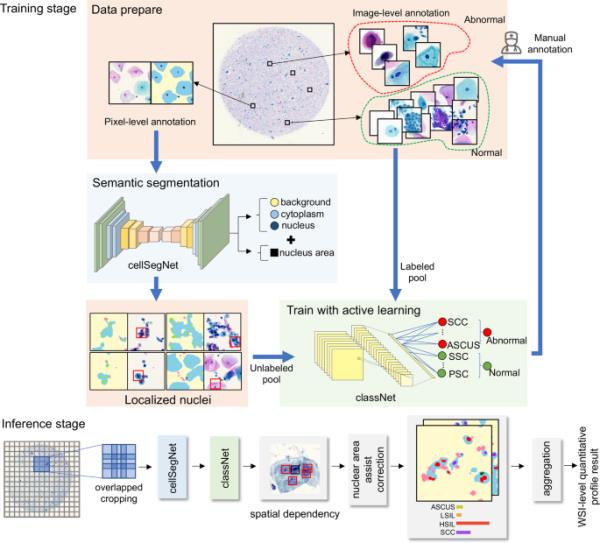 Training stage
Data prepare
Image-level annotation
Abnormal
Manual
annotation
Pixel-level annotation
Normal
Semantic segmentation
background
cytoplasm
nucleus
+
nucleus area
cellSegNet
Labeled
pool
Train with active learning
SCC
ASCUS
SSC
PSC
Abnormal
Normal
classNet
Localized nuclei
Unlabeled
pool
Inference stage
overlapped
cropping
cellSegNet
classNet
spatial dependency
nuclear area
assist
correction
ASCUS
LSIL
HSIL
SCC
aggregation
WSI-level quantitative
profile result